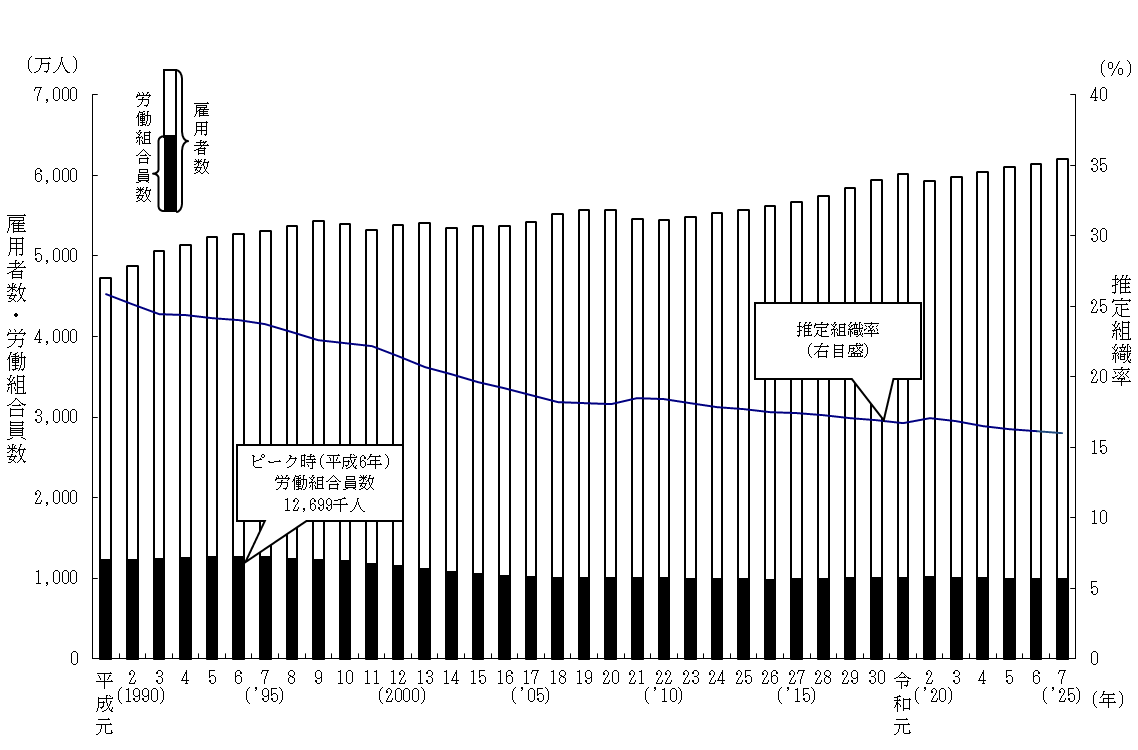 (万人)
(%)
7,000
6,000
5,000
4,000
3,000
2,000
1,000
0
40
35
30
25
20
15
10
5
0
労働組合員数
雇用者数
雇用者数・労働組合員数
推定組織率
推定組織率
(右目盛)
ピーク時(平成6年)
労働組合員数
12,699千人
平成元 2 3 4 5 6 7 8 9 10 11 12 13 14 15 16 17 18 19 20 21 22 23 24 25 26 27 28 29 30 令和元 2 3 4 5 6 7
(1990) ('95) (2000) ('05) ('10) ('15) ('20) ('25) (年)